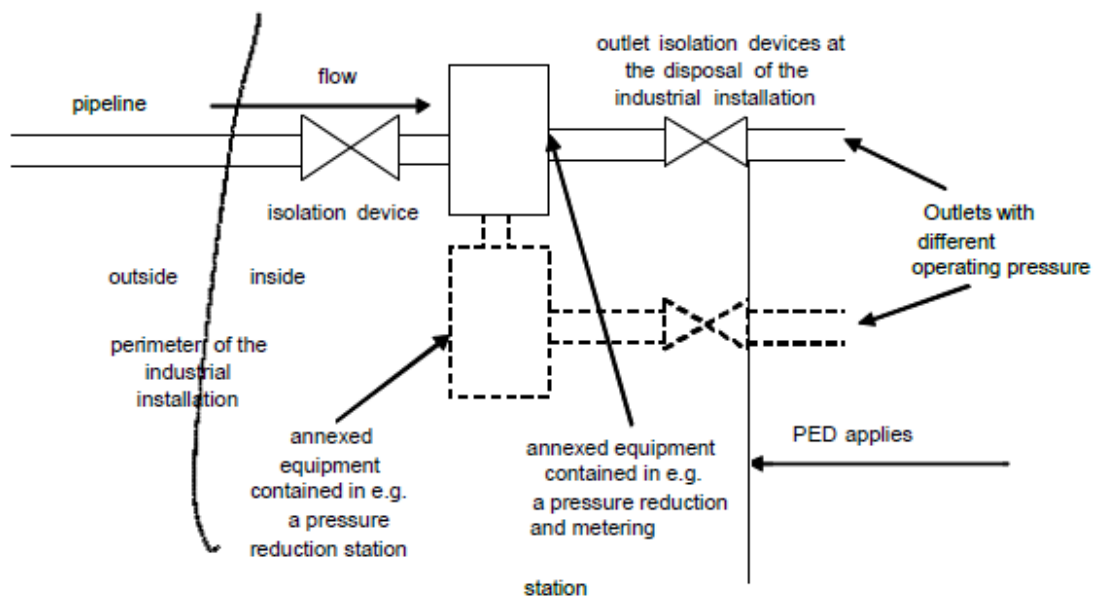 outlet isolation devices at
the disposal of the
industrial installation
flow
pipeline
isolation device
Outlets with
different
operating pressure
outside
inside
perimeter of the
industrial
installation
annexed
equipment
contained in e.g.
a pressure
reduction station
annexed equipment
contained in e.g.
a pressure reduction
and metering
station
PED applies